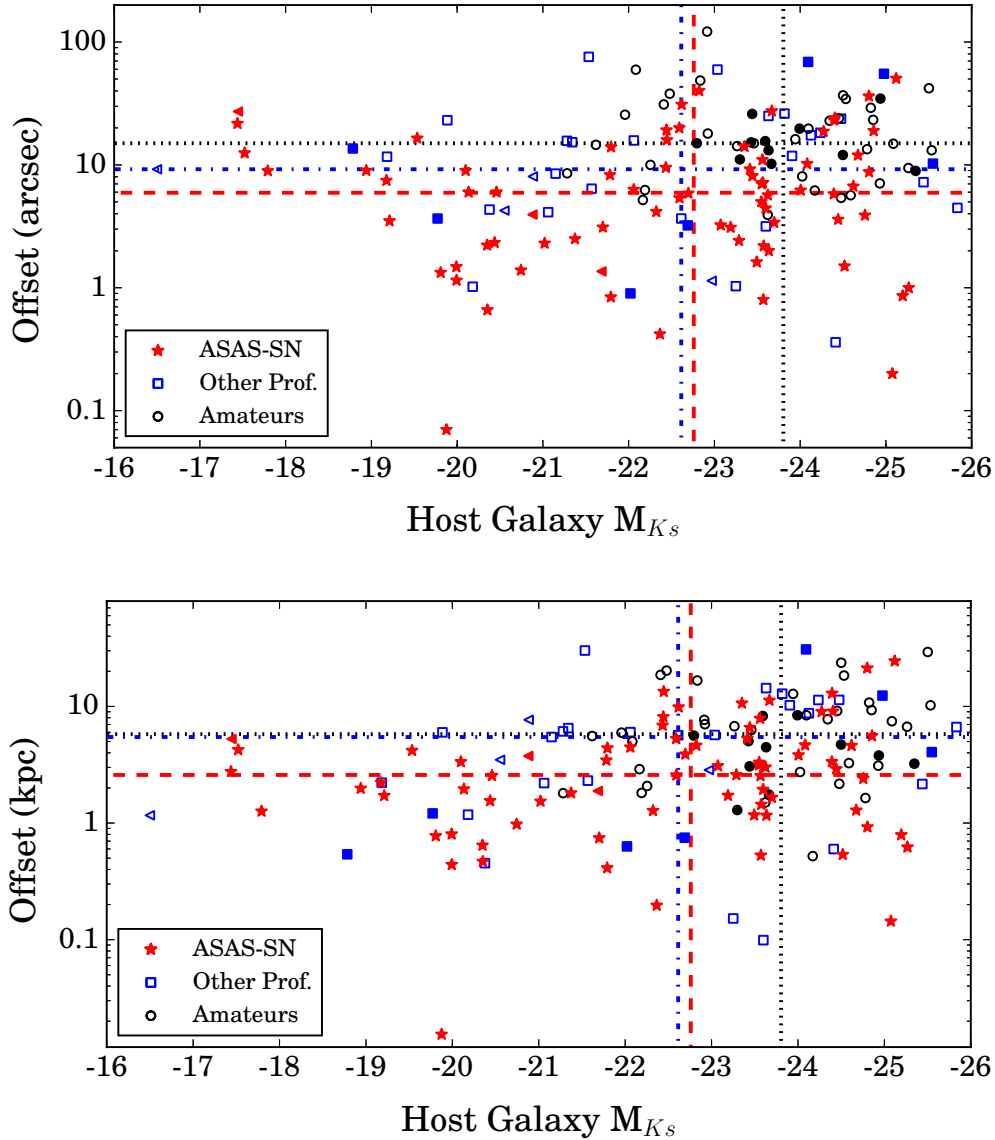 100
10
1
0.1
Offset (arcsec)
ASAS-SN
Other Prof.
Amateurs
-16 -17 -18 -19 -20 -21 -22 -23 -24 -25 -26
Host Galaxy M_{Ks}
10
1
0.1
Offset (kpc)
ASAS-SN
Other Prof.
Amateurs
-16 -17 -18 -19 -20 -21 -22 -23 -24 -25 -26
Host Galaxy M_{Ks}